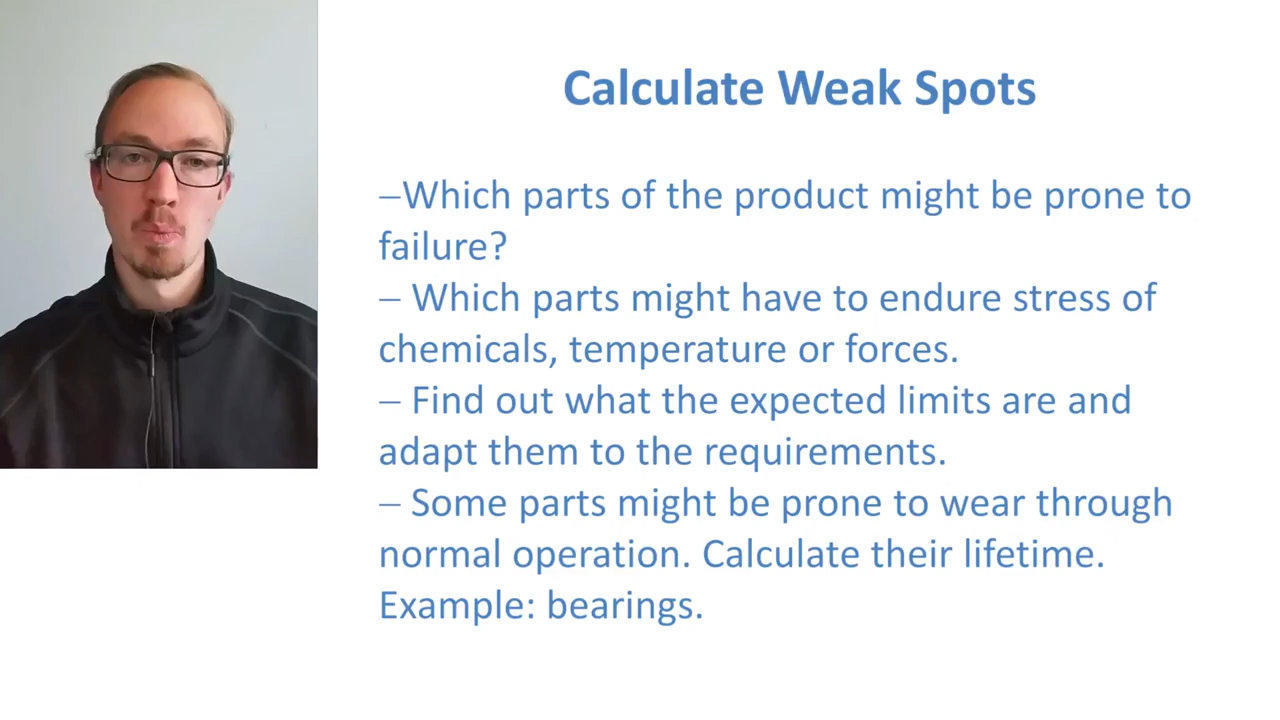 Calculate Weak Spots
–Which parts of the product might be prone to
failure?
– Which parts might have to endure stress of
chemicals, temperature or forces.
– Find out what the expected limits are and
adapt them to the requirements.
– Some parts might be prone to wear through
normal operation. Calculate their lifetime.
Example: bearings.